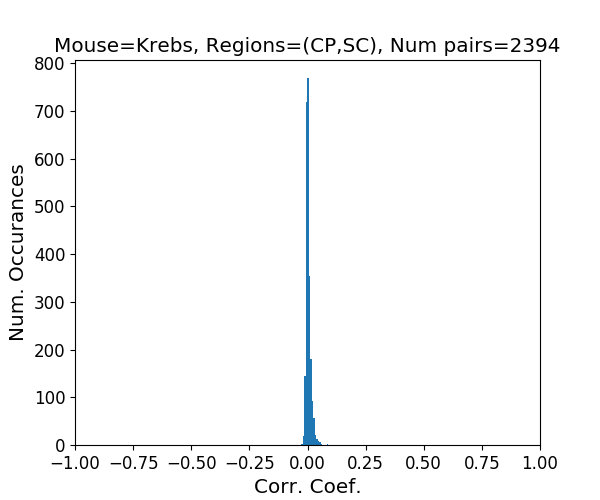 Mouse=Krebs, Regions=(CP,SC), Num pairs=2394
800
700
600
500
400
300
200
100
0
Num. Occurances
−1.00 −0.75 −0.50 −0.25 0.00 0.25 0.50 0.75 1.00
Corr. Coef.